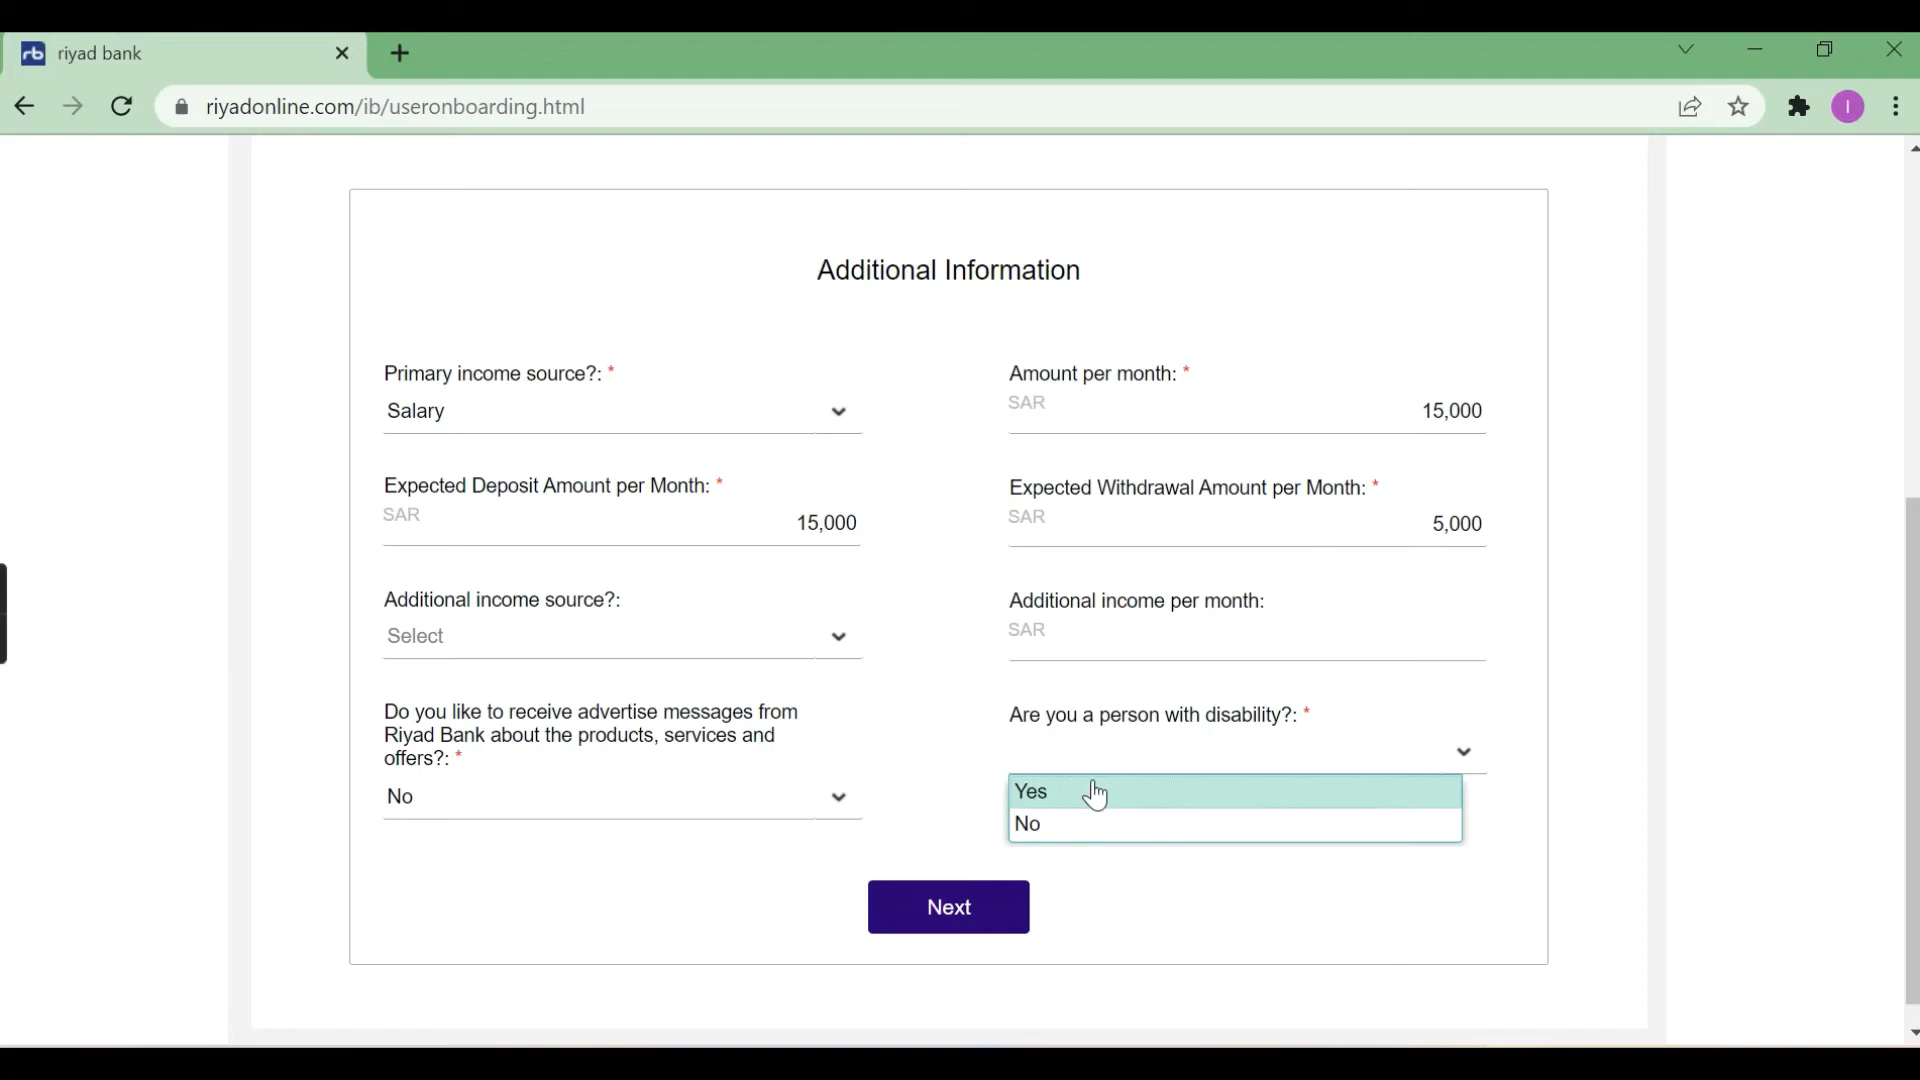 riyad bank
riyadonline.com/ib/useronboarding.html
I
Additional Information
Primary income source?: *
Salary
Amount per month: *
SAR
15,000
Expected Deposit Amount per Month: *
SAR
15,000
Expected Withdrawal Amount per Month: *
SAR
5,000
Additional income source?:
Select
Additional income per month:
SAR
Do you like to receive advertise messages from
Riyad Bank about the products, services and
offers?: *
No
Are you a person with disability?: *
Yes
No
Next